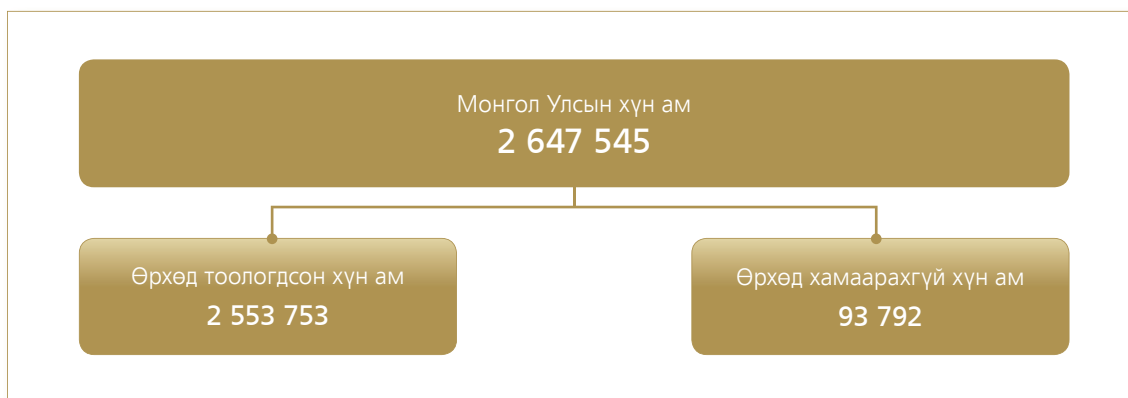 Монгол Улсын хүн ам
2 647 545
Өрхөд тоологдсон хүн ам
2 553 753
Өрхөд хамаарахгүй хүн ам
93 792